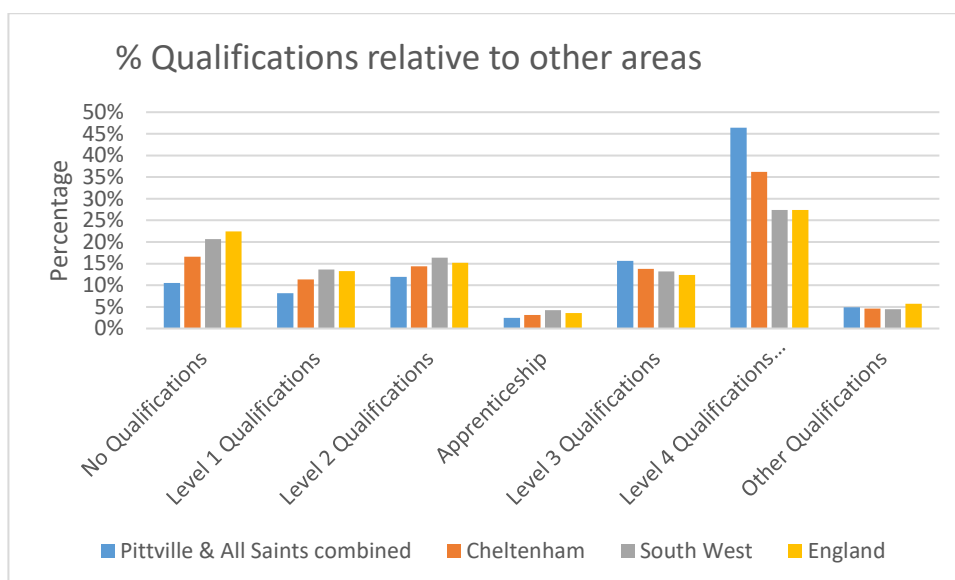 % Qualifications relative to other areas
Percentage
50%
45%
40%
35%
30%
25%
20%
15%
10%
5%
0%
No Qualifications
Level 1 Qualifications
Level 2 Qualifications
Apprenticeship
Level 3 Qualifications
Level 4 Qualifications...
Other Qualifications
Pittville & All Saints combined Cheltenham South West England